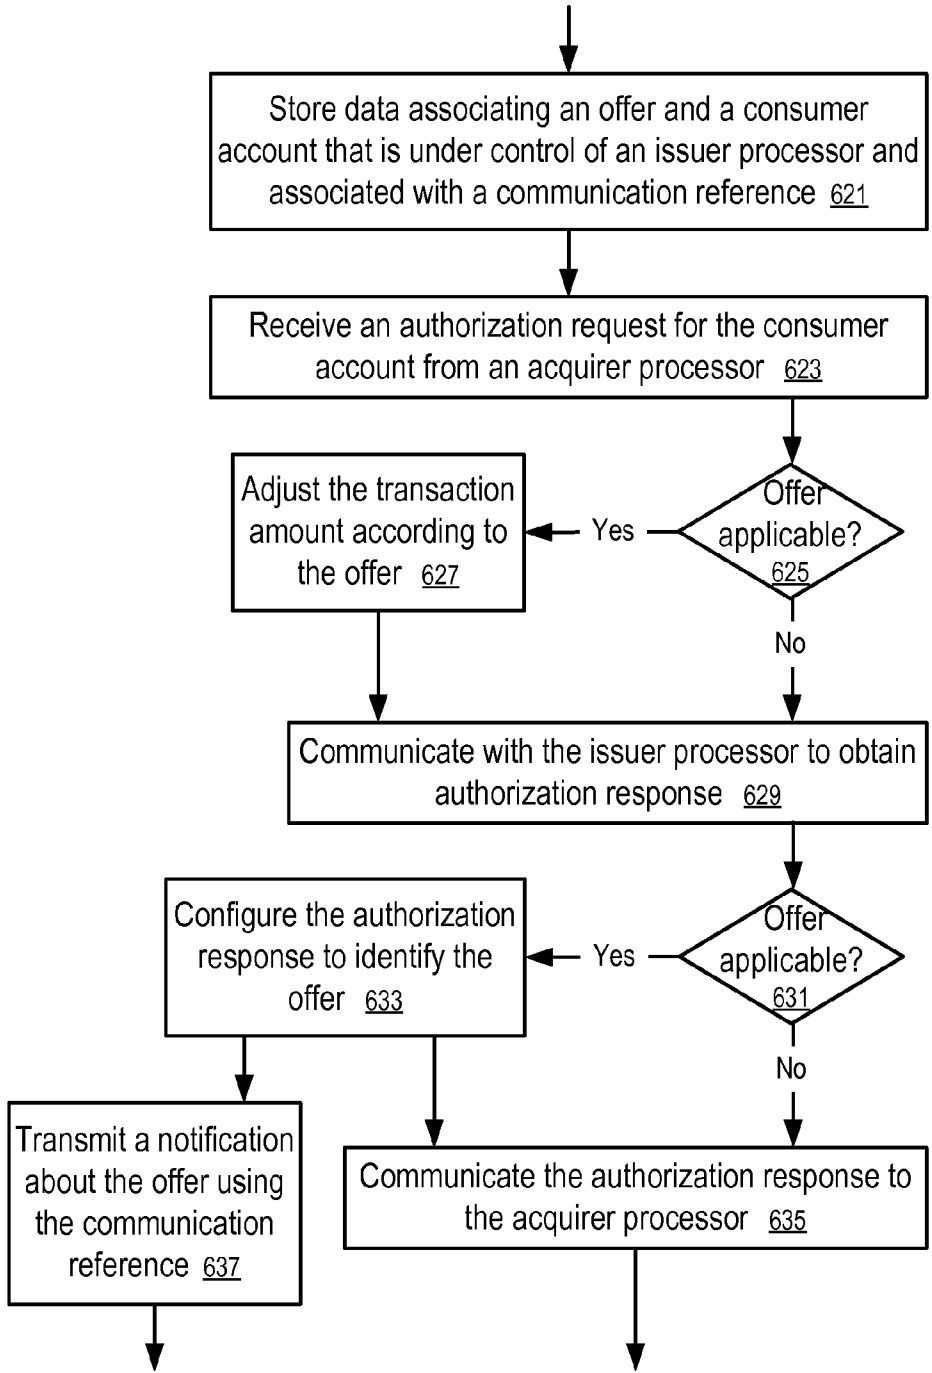 Store data associating an offer and a consumer
account that is under control of an issuer processor and
associated with a communication reference 621
Receive an authorization request for the consumer
account from an acquirer processor 623
Offer
applicable?
625
Yes
Adjust the transaction
amount according to
the offer 627
No
Communicate with the issuer processor to obtain
authorization response 629
Offer
applicable?
631
Yes
Configure the authorization
response to identify the
offer 633
No
Transmit a notification
about the offer using
the communication
reference 637
Communicate the authorization response to
the acquirer processor 635